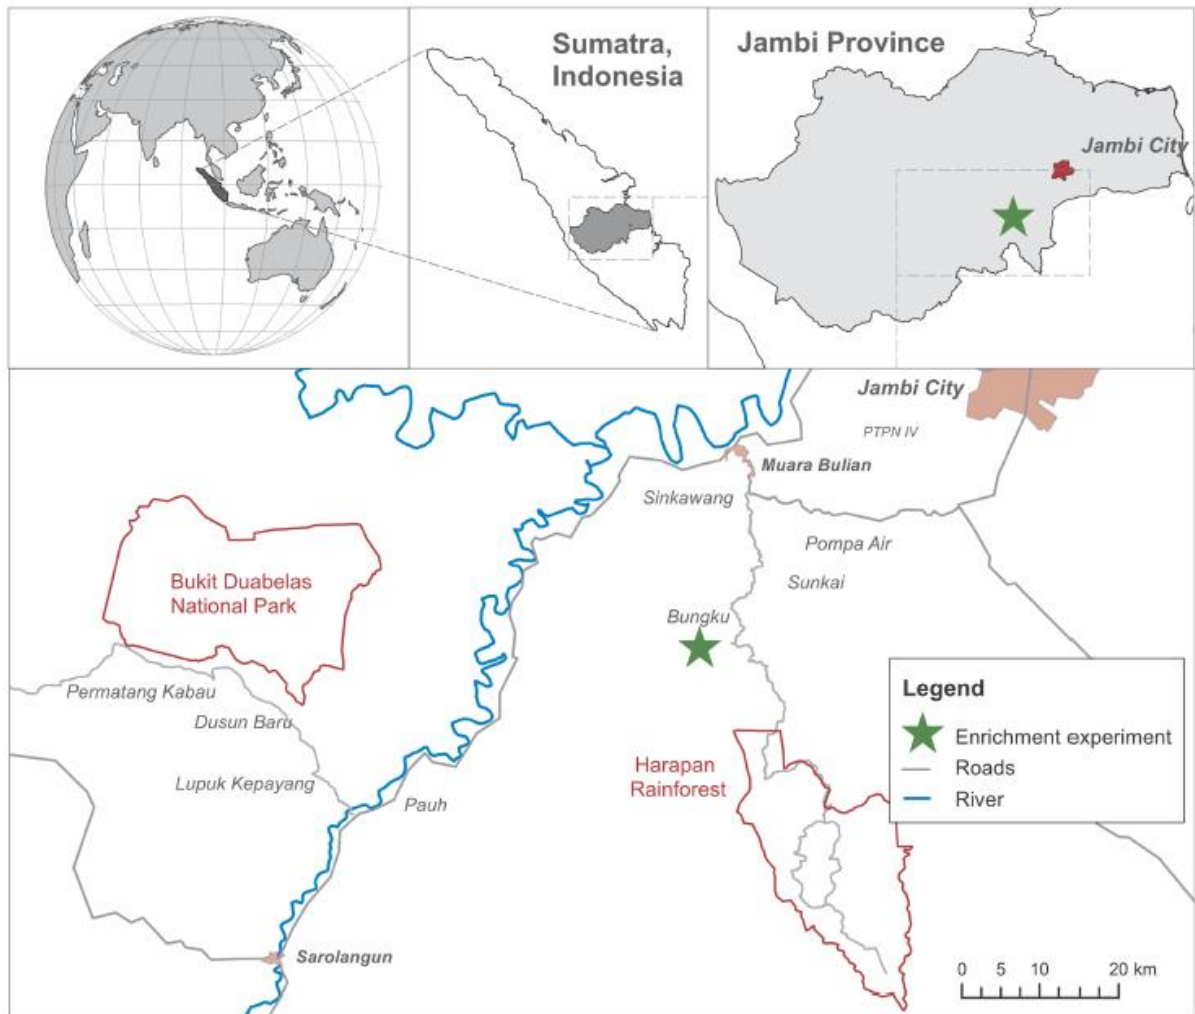 Sumatra,
Indonesia
Jambi Province
Jambi City
Jambi City
PTPN IV
Muara Bulian
Sinkawang
Pompa Air
Sunkai
Bukit Duabelas
National Park
Bungku
Permatang Kabau
Dusun Baru
Lupuk Kepayang
Pauh
Harapan
Rainforest
Sarolangun
Legend
Enrichment experiment
Roads
River
0 5 10 20 km